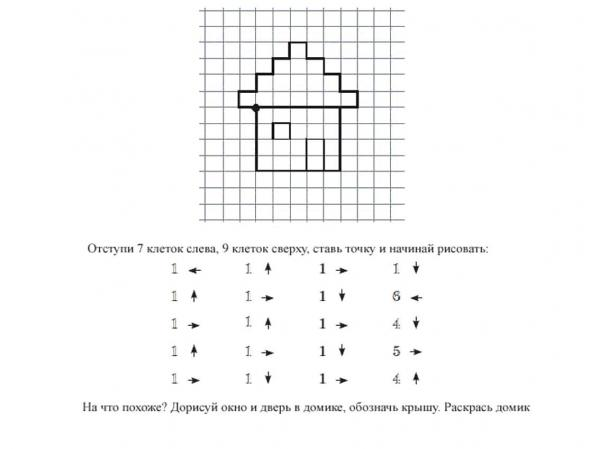 Отступи 7 клеток слева, 9 клеток сверху, ставь точку и начинай рисовать:
1 ← 1 ↑ 1 → 1 ↓
1 ↑ 1 → 1 ↓ 6 ←
1 → 1 ↑ 1 → 4 ↓
1 ↑ 1 → 1 ↓ 5 →
1 → 1 ↓ 1 → 4 ↑
На что похоже? Дорисуй окно и дверь в домике, обозначь крышу. Раскрась домик